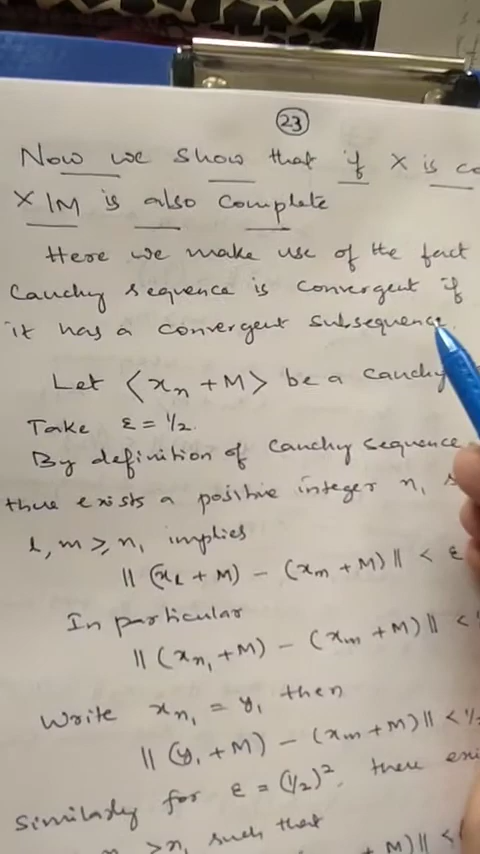 23
Now we show that if X is co
X/M is also complete
Here we make use of the fact
Cauchy sequence is convergent if
it has a convergent subsequence.
Let <xₙ + M> be a Cauchy
Take ε = 1/2.
By definition of Cauchy sequence
there exists a positive integer n₁ s
l, m ≥ n₁ implies
|| (xₗ + M) - (xₘ + M) || < ε
In particular
|| (xₙ₁ + M) - (xₘ + M) || <
Write xₙ₁ = y₁ then
|| (y₁ + M) - (xₘ + M) || < 1/2
Similarly for ε = (1/2)², there exi
> n₁ such that
+ M) || <